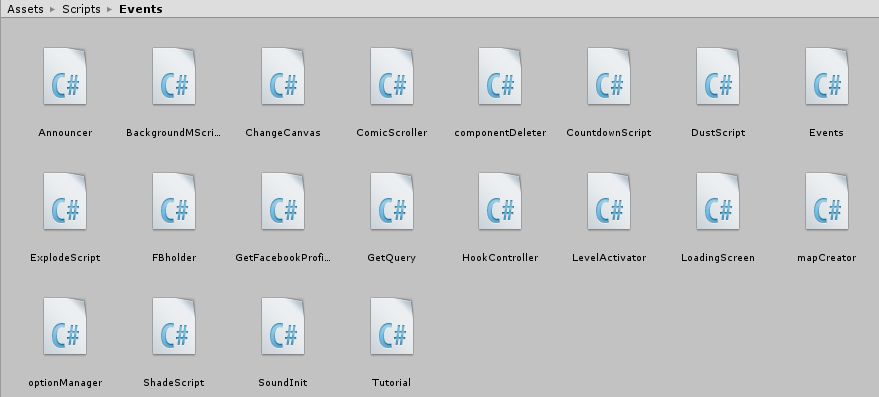 Assets ▸ Scripts ▸ Events
C# C# C# C# C# C# C# C#
Announcer BackgroundMScri... ChangeCanvas ComicScroller componentDeleter CountdownScript DustScript Events
C# C# C# C# C# C# C# C#
ExplodeScript FBholder GetFacebookProfi... GetQuery HookController LevelActivator LoadingScreen mapCreator
C# C# C# C#
optionManager ShadeScript SoundInit Tutorial